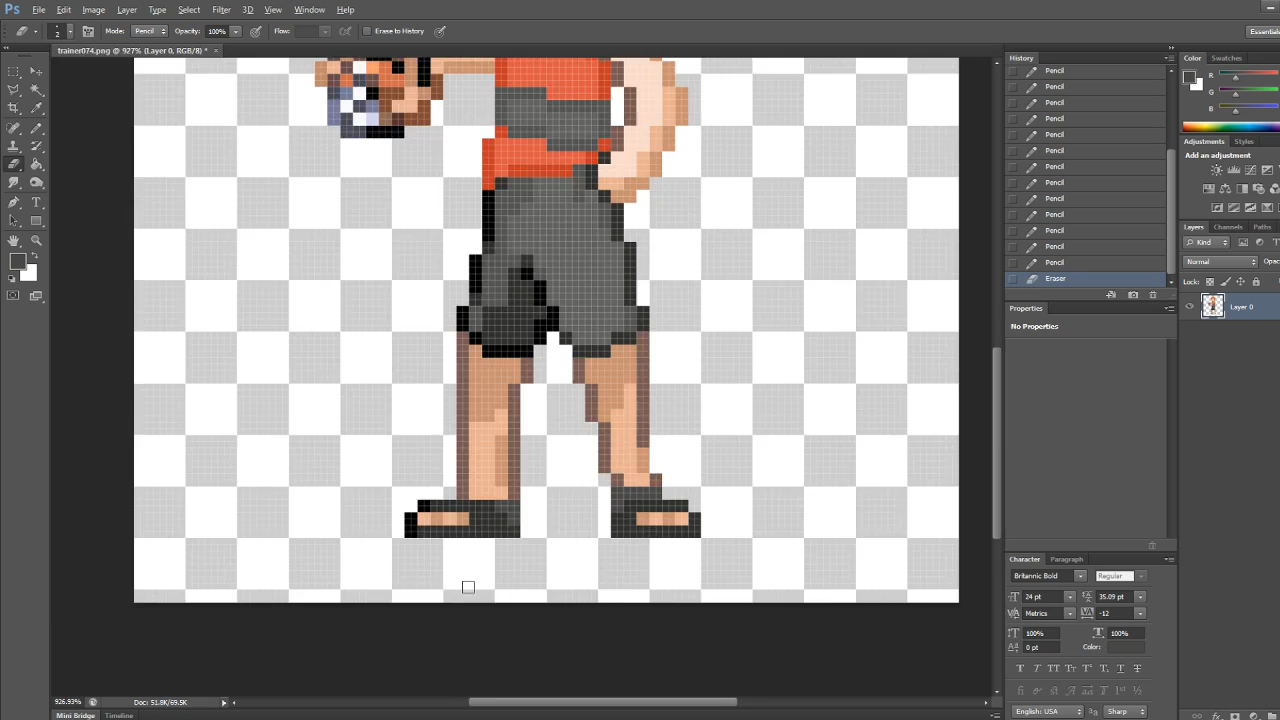 Ps File Edit Image Layer Type Select Filter 3D View Window Help
2 Mode: Pencil Opacity: 100% Flow: Erase to History Essentials
trainer074.png @ 927% (Layer 0, RGB/8) * ×
History
Pencil
Pencil
Pencil
Pencil
Pencil
Pencil
Pencil
Pencil
Pencil
Pencil
Pencil
Pencil
Pencil
Eraser
Properties
No Properties
Color Swatches
R
G
B
Adjustments Styles
Add an adjustment
Layers Channels Paths
Kind
Normal Opac
Lock:
Layer 0
Character Paragraph
Britannic Bold Regular
24 pt 35.09 pt
Metrics -12
100% 100%
0 pt Color:
English: USA Sharp
926.93% Doc: 51.8K/69.5K
Mini Bridge Timeline